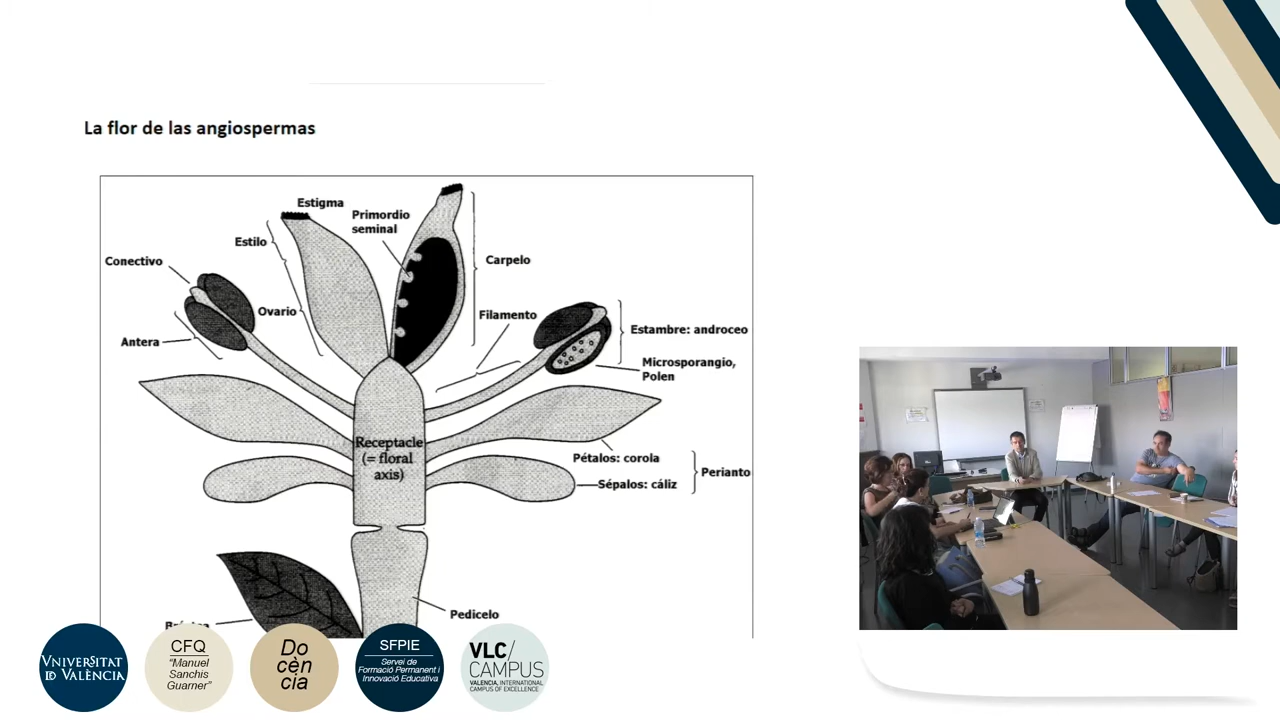 La flor de las angiospermas
Estigma
Primordio
seminal
Estilo
Conectivo
Carpelo
Ovario
Filamento
Antera
Estambre: androceo
Microsporangio,
Polen
Receptacle
(= floral
axis)
Pétalos: corola
Perianto
Sépalos: cáliz
Pedicelo
VNIVERSITAT
ID VALÈNCIA
CFQ
"Manuel
Sanchis
Guarner"
Do
cèn
cia
SFPIE
Servei de
Formació Permanent i
Innovació Educativa
VLC/
CAMPUS
VALENCIA, INTERNATIONAL
CAMPUS OF EXCELLENCE